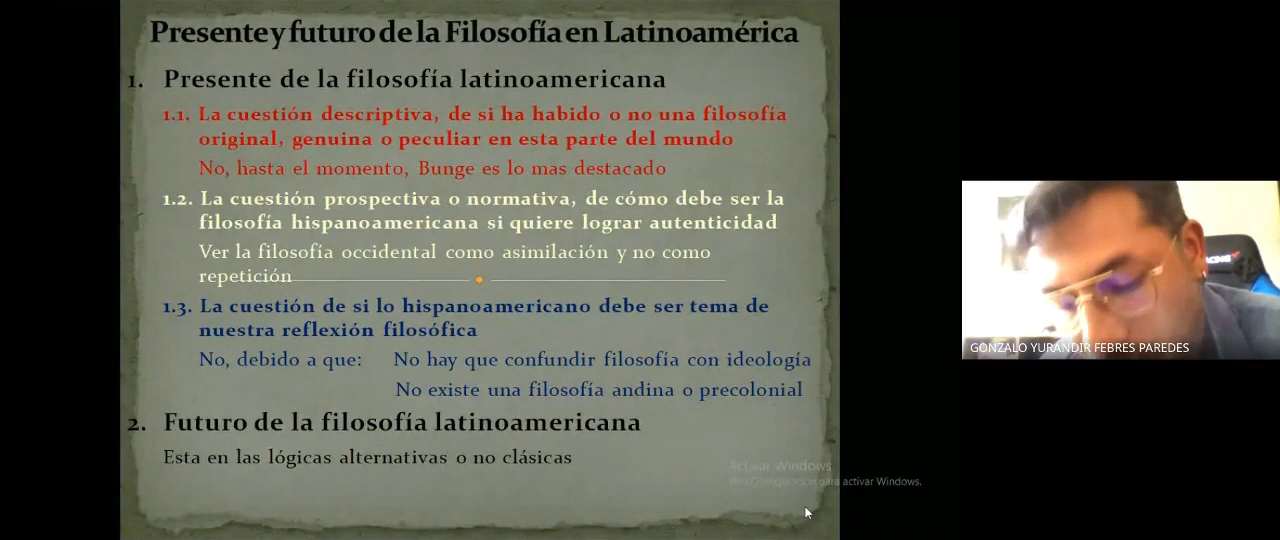 Presente y futuro de la Filosofía en Latinoamérica
1. Presente de la filosofía latinoamericana
1.1. La cuestión descriptiva, de si ha habido o no una filosofía
original, genuina o peculiar en esta parte del mundo
No, hasta el momento, Bunge es lo mas destacado
1.2. La cuestión prospectiva o normativa, de cómo debe ser la
filosofía hispanoamericana si quiere lograr autenticidad
Ver la filosofía occidental como asimilación y no como
repetición
1.3. La cuestión de si lo hispanoamericano debe ser tema de
nuestra reflexión filosófica
No, debido a que: No hay que confundir filosofía con ideología
No existe una filosofía andina o precolonial
2. Futuro de la filosofía latinoamericana
Esta en las lógicas alternativas o no clásicas
Activar Windows
para activar Windows.
GONZALO YURANDIR FEBRES PAREDES